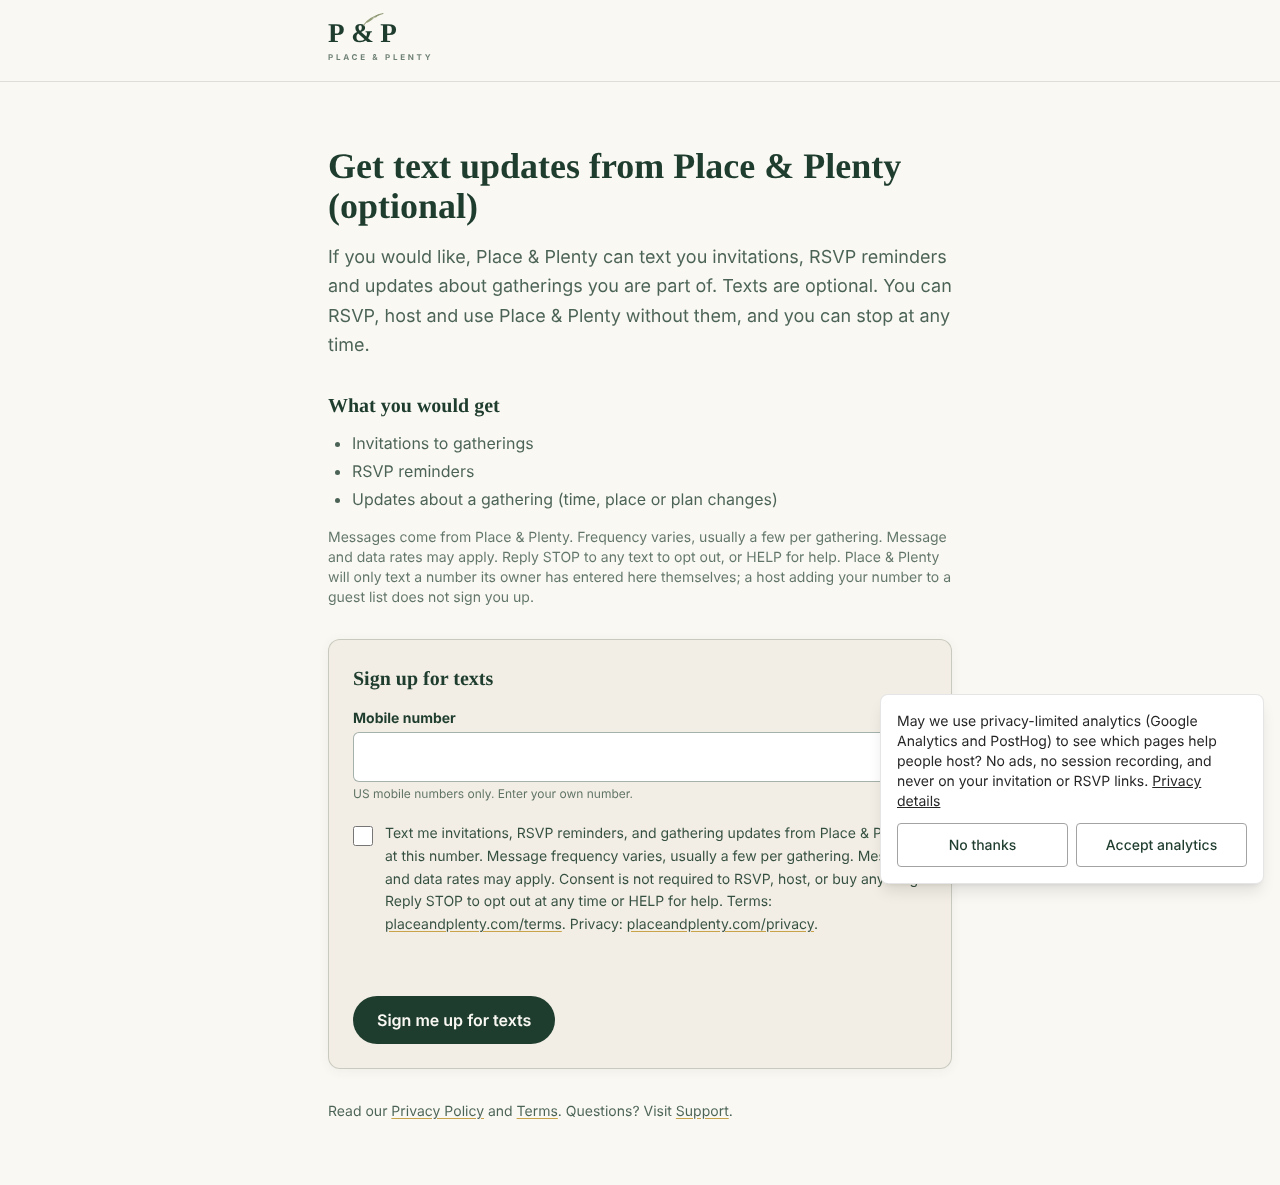 P & P
PLACE & PLENTY
Get text updates from Place & Plenty
(optional)
If you would like, Place & Plenty can text you invitations, RSVP reminders
and updates about gatherings you are part of. Texts are optional. You can
RSVP, host and use Place & Plenty without them, and you can stop at any
time.
What you would get
• Invitations to gatherings
• RSVP reminders
• Updates about a gathering (time, place or plan changes)
Messages come from Place & Plenty. Frequency varies, usually a few per gathering. Message
and data rates may apply. Reply STOP to any text to opt out, or HELP for help. Place & Plenty
will only text a number its owner has entered here themselves; a host adding your number to a
guest list does not sign you up.
Sign up for texts
Mobile number
US mobile numbers only. Enter your own number.
Text me invitations, RSVP reminders, and gathering updates from Place &
at this number. Message frequency varies, usually a few per gathering.
and data rates may apply. Consent is not required to RSVP, host, or buy
Reply STOP to opt out at any time or HELP for help. Terms:
placeandplenty.com/terms. Privacy: placeandplenty.com/privacy.
Sign me up for texts
May we use privacy-limited analytics (Google
Analytics and PostHog) to see which pages help
people host? No ads, no session recording, and
never on your invitation or RSVP links. Privacy
details
No thanks
Accept analytics
Read our Privacy Policy and Terms. Questions? Visit Support.